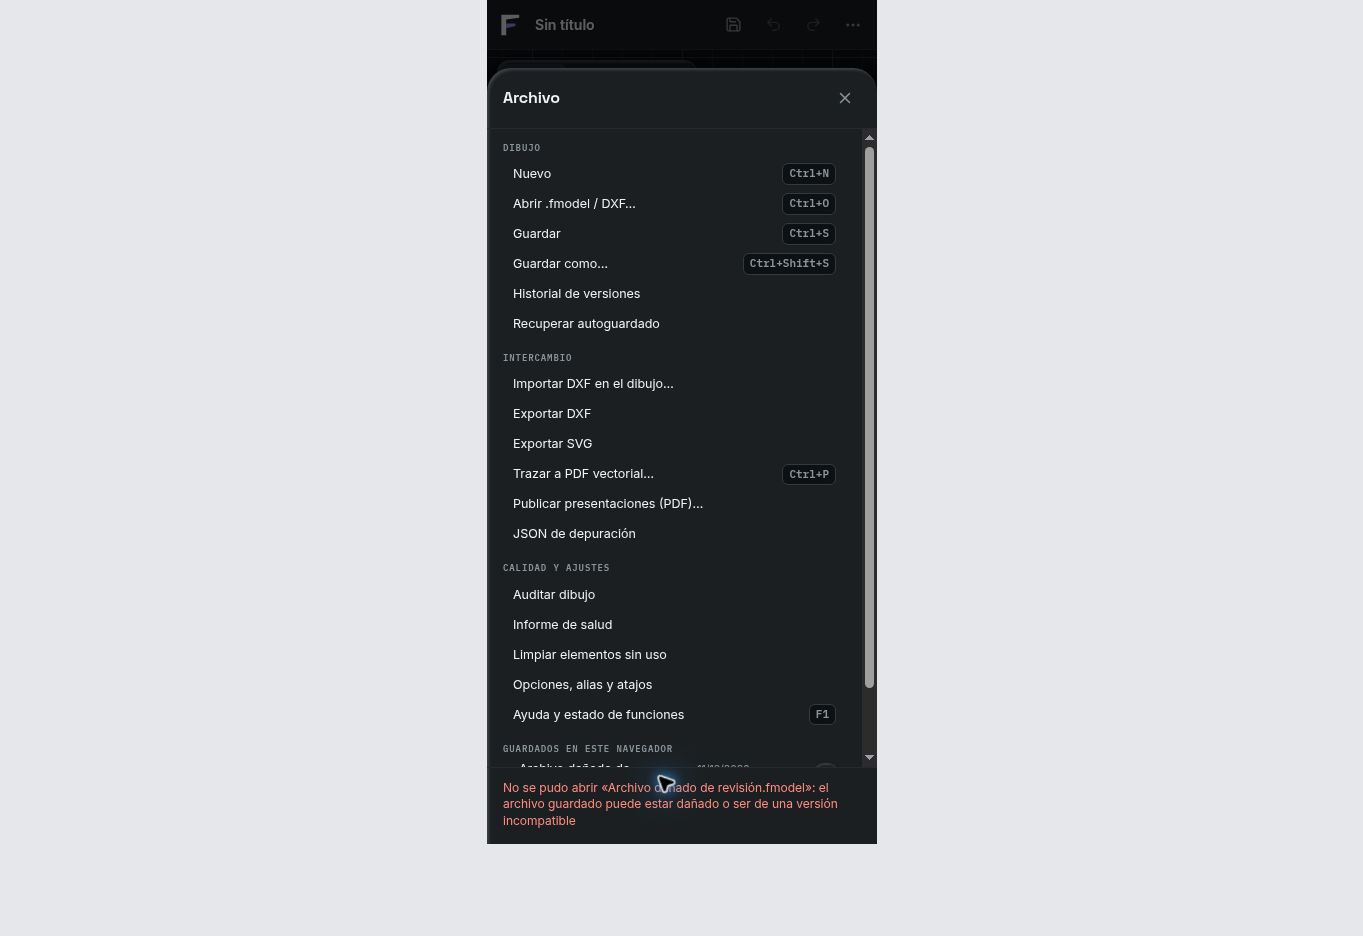 F Sin título
Archivo
DIBUJO
Nuevo Ctrl+N
Abrir .fmodel / DXF... Ctrl+O
Guardar Ctrl+S
Guardar como... Ctrl+Shift+S
Historial de versiones
Recuperar autoguardado
INTERCAMBIO
Importar DXF en el dibujo...
Exportar DXF
Exportar SVG
Trazar a PDF vectorial... Ctrl+P
Publicar presentaciones (PDF)...
JSON de depuración
CALIDAD Y AJUSTES
Auditar dibujo
Informe de salud
Limpiar elementos sin uso
Opciones, alias y atajos
Ayuda y estado de funciones F1
GUARDADOS EN ESTE NAVEGADOR
Archivo dañado de
No se pudo abrir «Archivo dañado de revisión.fmodel»: el
archivo guardado puede estar dañado o ser de una versión
incompatible